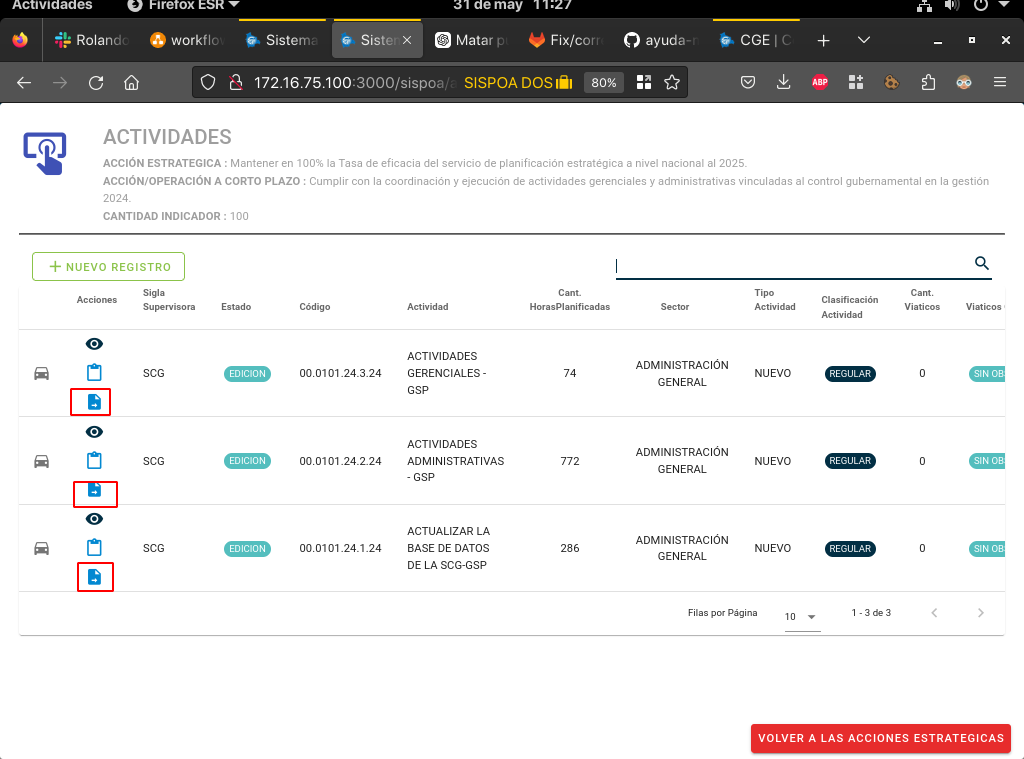 Actividades
Firefox ESR
31 de may 11:27
Rolando
workflow
Sistema
Sistem
Matar p
Fix/corre
ayuda-
CGE | C
172.16.75.100:3000/sispoa/
SISPOA DOS
80%
ABP
ACTIVIDADES
ACCIÓN ESTRATEGICA : Mantener en 100% la Tasa de eficacia del servicio de planificación estratégica a nivel nacional al 2025.
ACCIÓN/OPERACIÓN A CORTO PLAZO : Cumplir con la coordinación y ejecución de actividades gerenciales y administrativas vinculadas al control gubernamental en la gestión
2024.
CANTIDAD INDICADOR : 100
NUEVO REGISTRO
Acciones
Sigla
Supervisora
Estado
Código
Actividad
Cant.
HorasPlanificadas
Sector
Tipo
Actividad
Clasificación
Actividad
Cant.
Viaticos
Viaticos
SCG
EDICION
00.0101.24.3.24
ACTIVIDADES
GERENCIALES -
GSP
74
ADMINISTRACIÓN
GENERAL
NUEVO
REGULAR
0
SIN OBS
SCG
EDICION
00.0101.24.2.24
ACTIVIDADES
ADMINISTRATIVAS
- GSP
772
ADMINISTRACIÓN
GENERAL
NUEVO
REGULAR
0
SIN OBS
SCG
EDICION
00.0101.24.1.24
ACTUALIZAR LA
BASE DE DATOS
DE LA SCG-GSP
286
ADMINISTRACIÓN
GENERAL
NUEVO
REGULAR
0
SIN OBS
Filas por Página
10
1 - 3 de 3
VOLVER A LAS ACCIONES ESTRATEGICAS